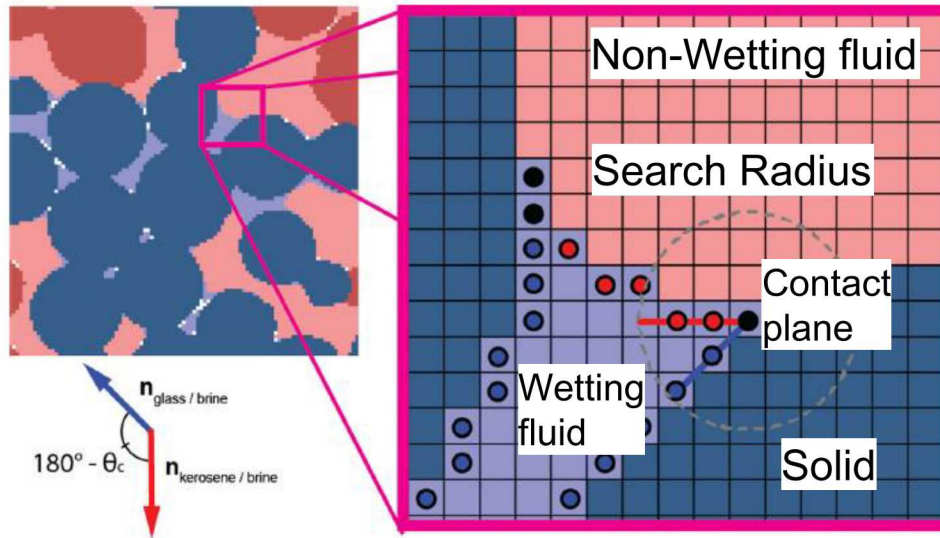 Non-Wetting fluid
Search Radius
Contact
plane
Wetting
fluid
Solid
n glass / brine
180° - θc
n kerosene / brine